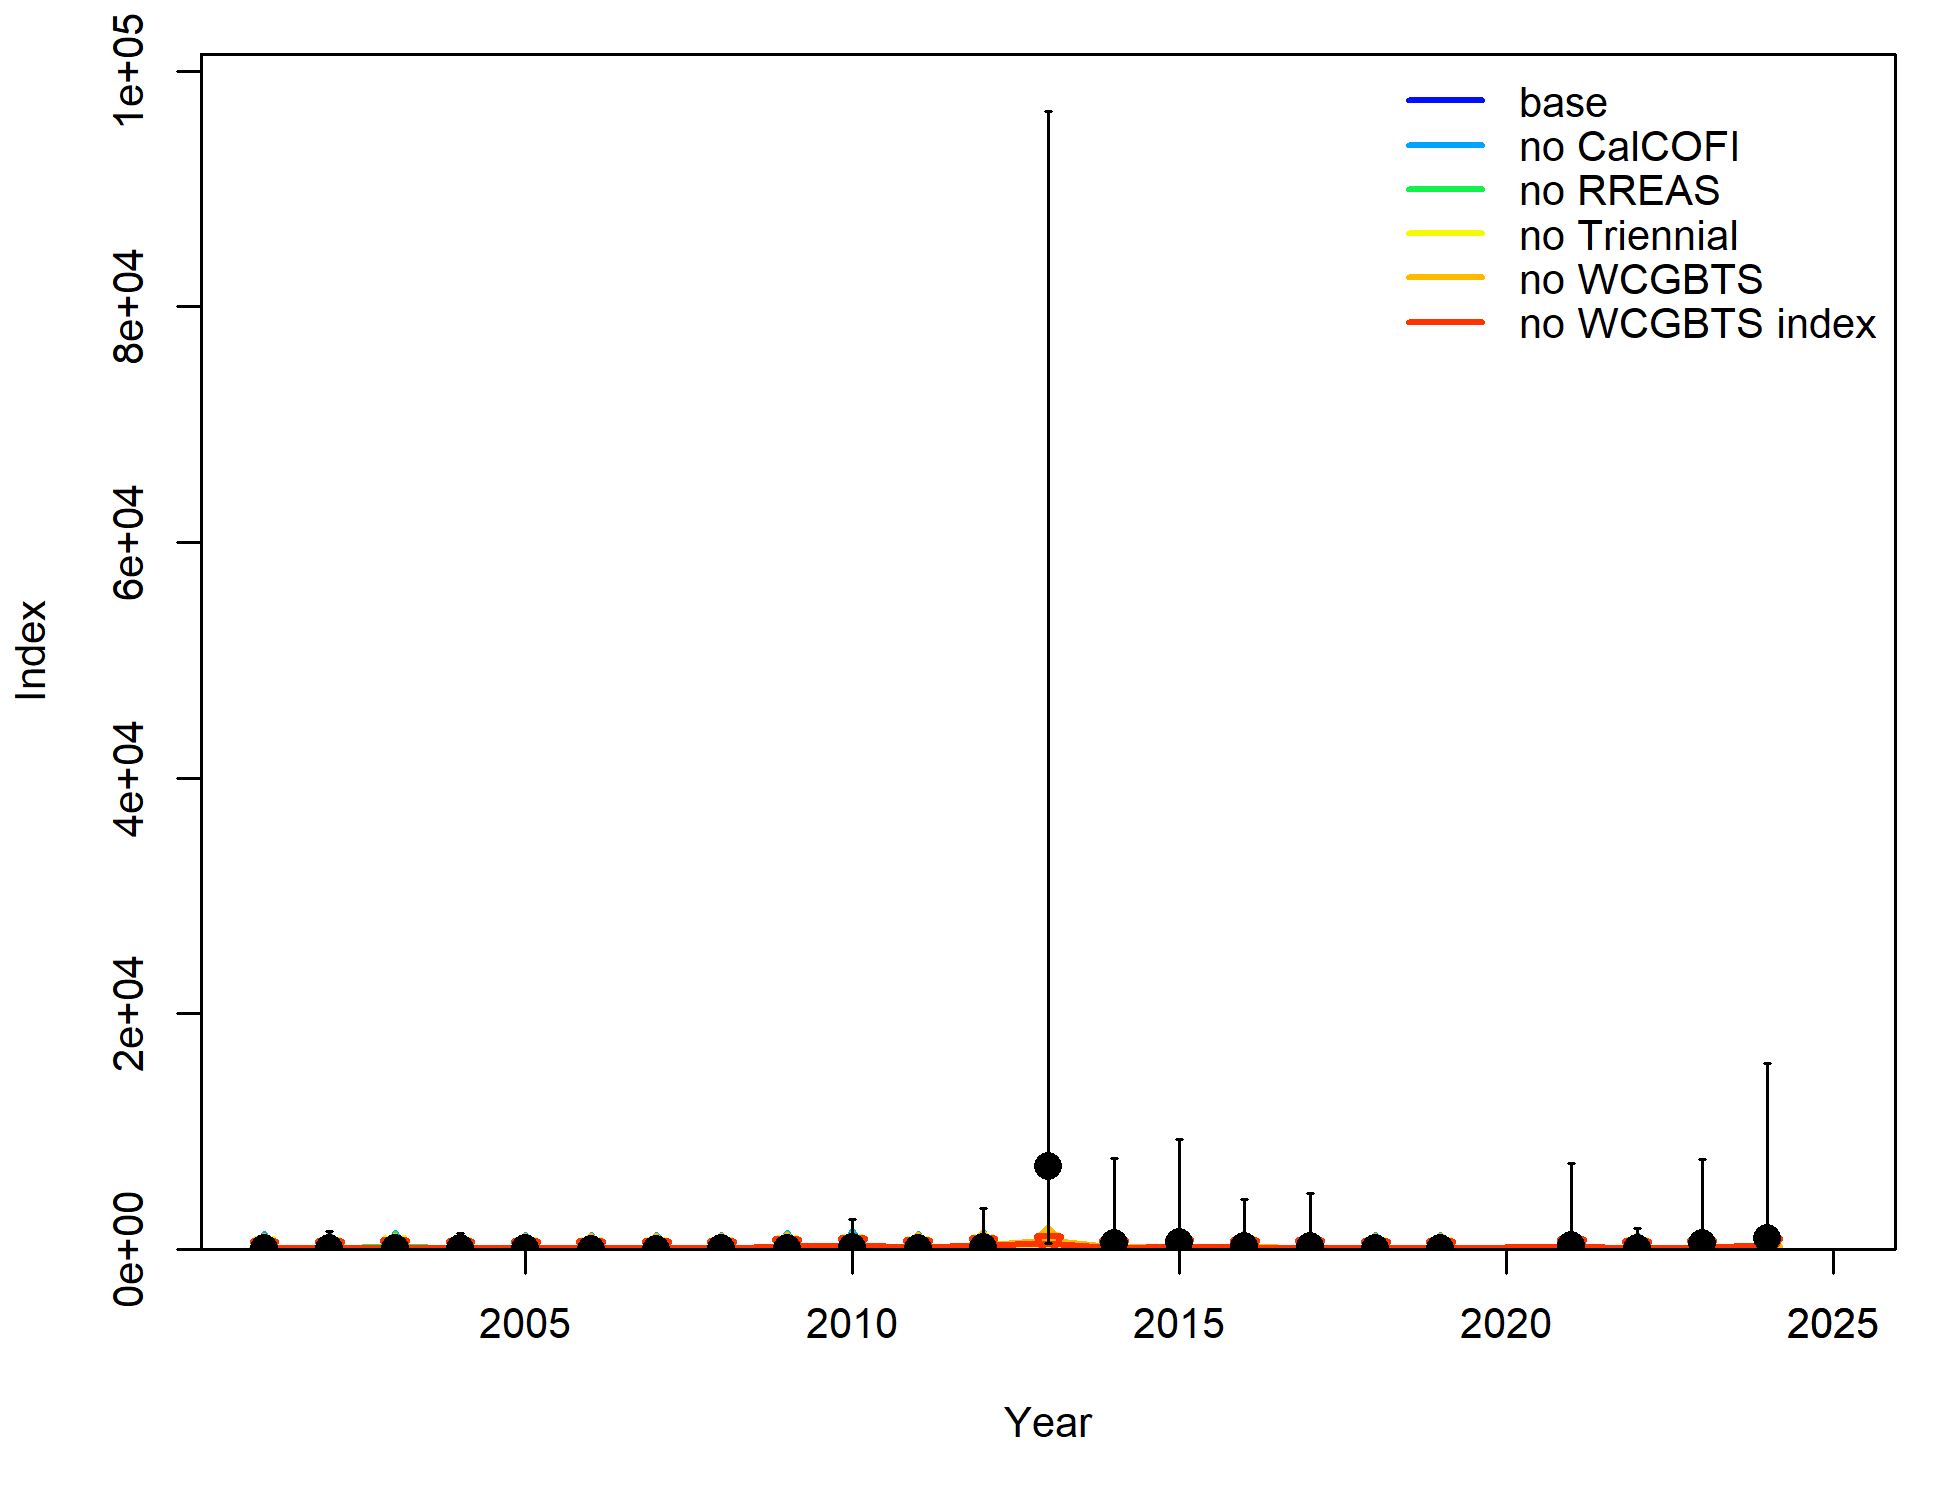 1e+05
8e+04
6e+04
4e+04
2e+04
0e+00
Index
base
no CalCOFI
no RREAS
no Triennial
no WCGBTS
no WCGBTS index
2005 2010 2015 2020 2025
Year